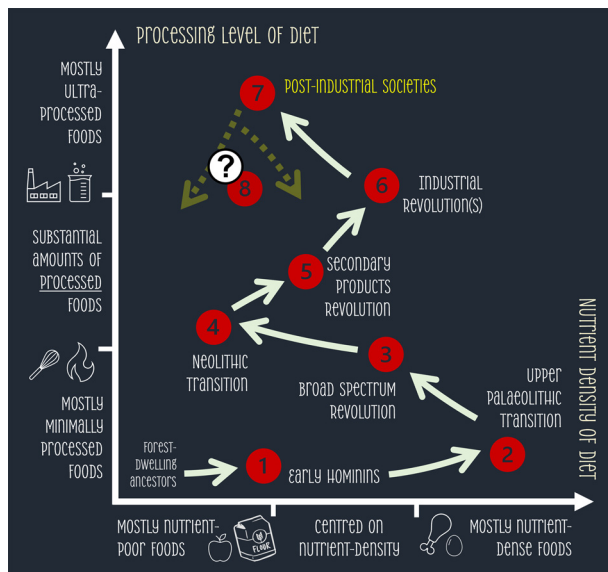 Processing level of diet
Mostly
ultra-
processed
foods
7
Post-industrial societies
?
8
6
Industrial
revolution(s)
Substantial
amounts of
processed
foods
5
Secondary
products
revolution
4
Neolithic
transition
3
Broad spectrum
revolution
Upper
Palaeolithic
transition
2
Nutrient density of diet
Mostly
minimally
processed
foods
Forest-
dwelling
ancestors
1
Early hominins
Mostly nutrient-
poor foods
FLOUR
Centred on
nutrient-density
Mostly nutrient-
dense foods